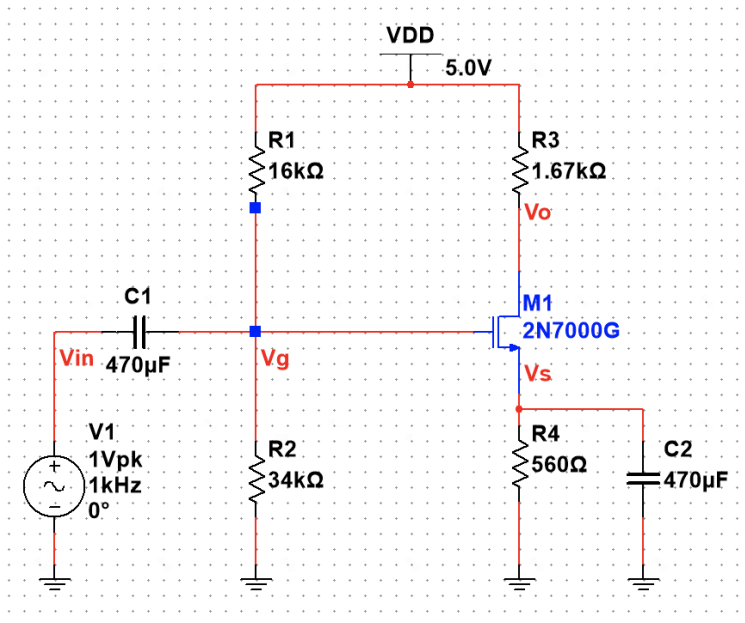 VDD
5.0V
R1
16kΩ
R3
1.67kΩ
Vo
C1
470µF
M1
2N7000G
Vin
Vg
Vs
V1
1Vpk
1kHz
0°
R2
34kΩ
R4
560Ω
C2
470µF